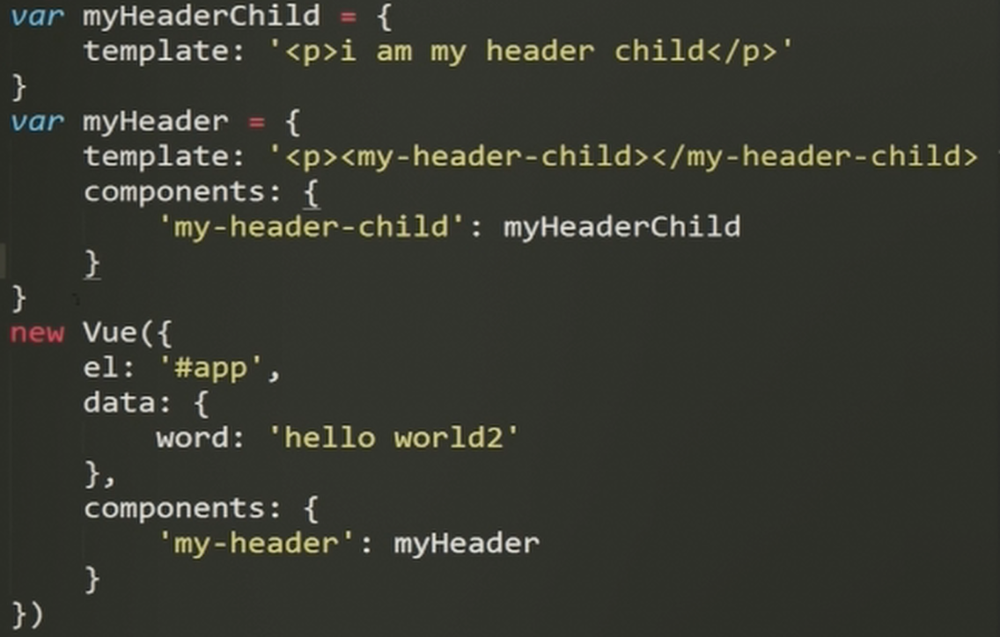 var myHeaderChild = {
    template: '<p>i am my header child</p>'
}
var myHeader = {
    template: '<p><my-header-child></my-header-child>
    components: {
        'my-header-child': myHeaderChild
    }
}
new Vue({
    el: '#app',
    data: {
        word: 'hello world2'
    },
    components: {
        'my-header': myHeader
    }
})